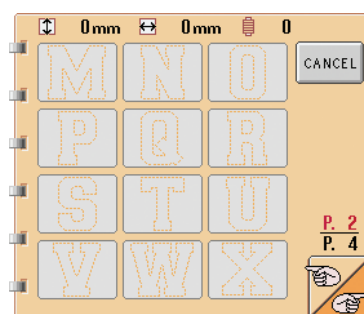 0mm 0mm 0
M N O
CANCEL
P Q R
S T U
P. 2
P. 4
V W X